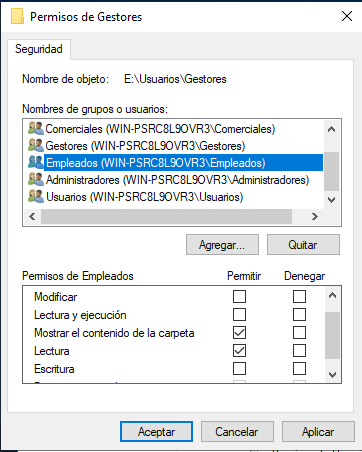 Permisos de Gestores
Seguridad
Nombre de objeto: E:\Usuarios\Gestores
Nombres de grupos o usuarios:
Comerciales (WIN-PSRC8L9OVR3\Comerciales)
Gestores (WIN-PSRC8L9OVR3\Gestores)
Empleados (WIN-PSRC8L9OVR3\Empleados)
Administradores (WIN-PSRC8L9OVR3\Administradores)
Usuarios (WIN-PSRC8L9OVR3\Usuarios)
Agregar... Quitar
Permisos de Empleados Permitir Denegar
Modificar
Lectura y ejecución
Mostrar el contenido de la carpeta
Lectura
Escritura
Aceptar Cancelar Aplicar